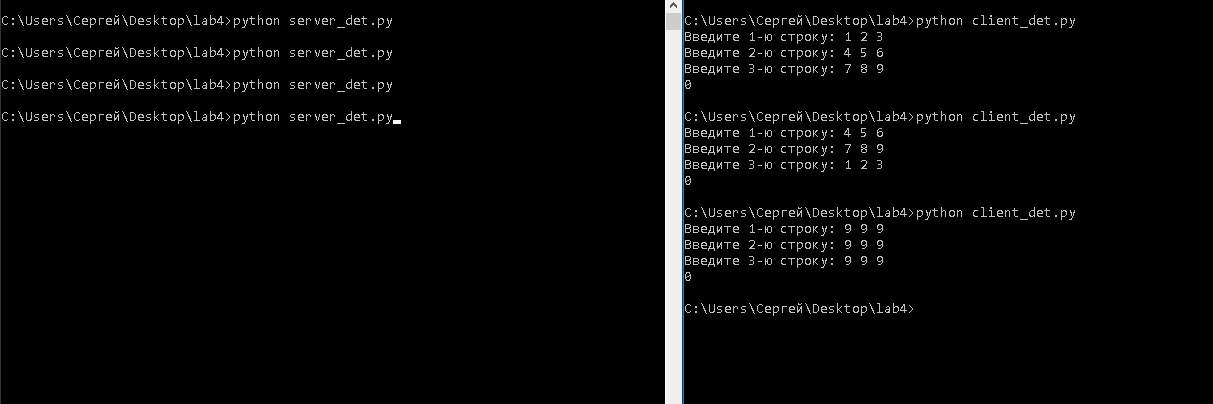 C:\Users\Сергей\Desktop\lab4>python server_det.py
C:\Users\Сергей\Desktop\lab4>python server_det.py
C:\Users\Сергей\Desktop\lab4>python server_det.py
C:\Users\Сергей\Desktop\lab4>python server_det.py
C:\Users\Сергей\Desktop\lab4>python client_det.py
Введите 1-ю строку: 1 2 3
Введите 2-ю строку: 4 5 6
Введите 3-ю строку: 7 8 9
0
C:\Users\Сергей\Desktop\lab4>python client_det.py
Введите 1-ю строку: 4 5 6
Введите 2-ю строку: 7 8 9
Введите 3-ю строку: 1 2 3
0
C:\Users\Сергей\Desktop\lab4>python client_det.py
Введите 1-ю строку: 9 9 9
Введите 2-ю строку: 9 9 9
Введите 3-ю строку: 9 9 9
0
C:\Users\Сергей\Desktop\lab4>